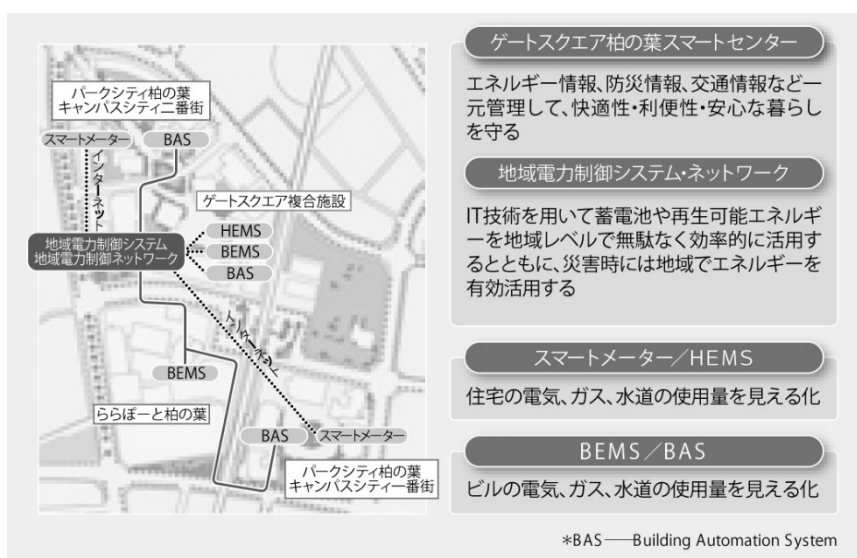 パークシティ柏の葉
キャンパスシティ二番街
スマートメーター
BAS
インターネット
ゲートスクエア複合施設
HEMS
BEMS
BAS
地域電力制御システム
地域電力制御ネットワーク
インターネット
BEMS
ららぽーと柏の葉
BAS
スマートメーター
パークシティ柏の葉
キャンパスシティ一番街
ゲートスクエア柏の葉スマートセンター
エネルギー情報、防災情報、交通情報など一
元管理して、快適性・利便性・安心な暮らし
を守る
地域電力制御システム・ネットワーク
IT技術を用いて蓄電池や再生可能エネルギ
ーを地域レベルで無駄なく効率的に活用す
るとともに、災害時には地域でエネルギーを
有効活用する
スマートメーター／HEMS
住宅の電気、ガス、水道の使用量を見える化
BEMS／BAS
ビルの電気、ガス、水道の使用量を見える化
*BAS──Building Automation System